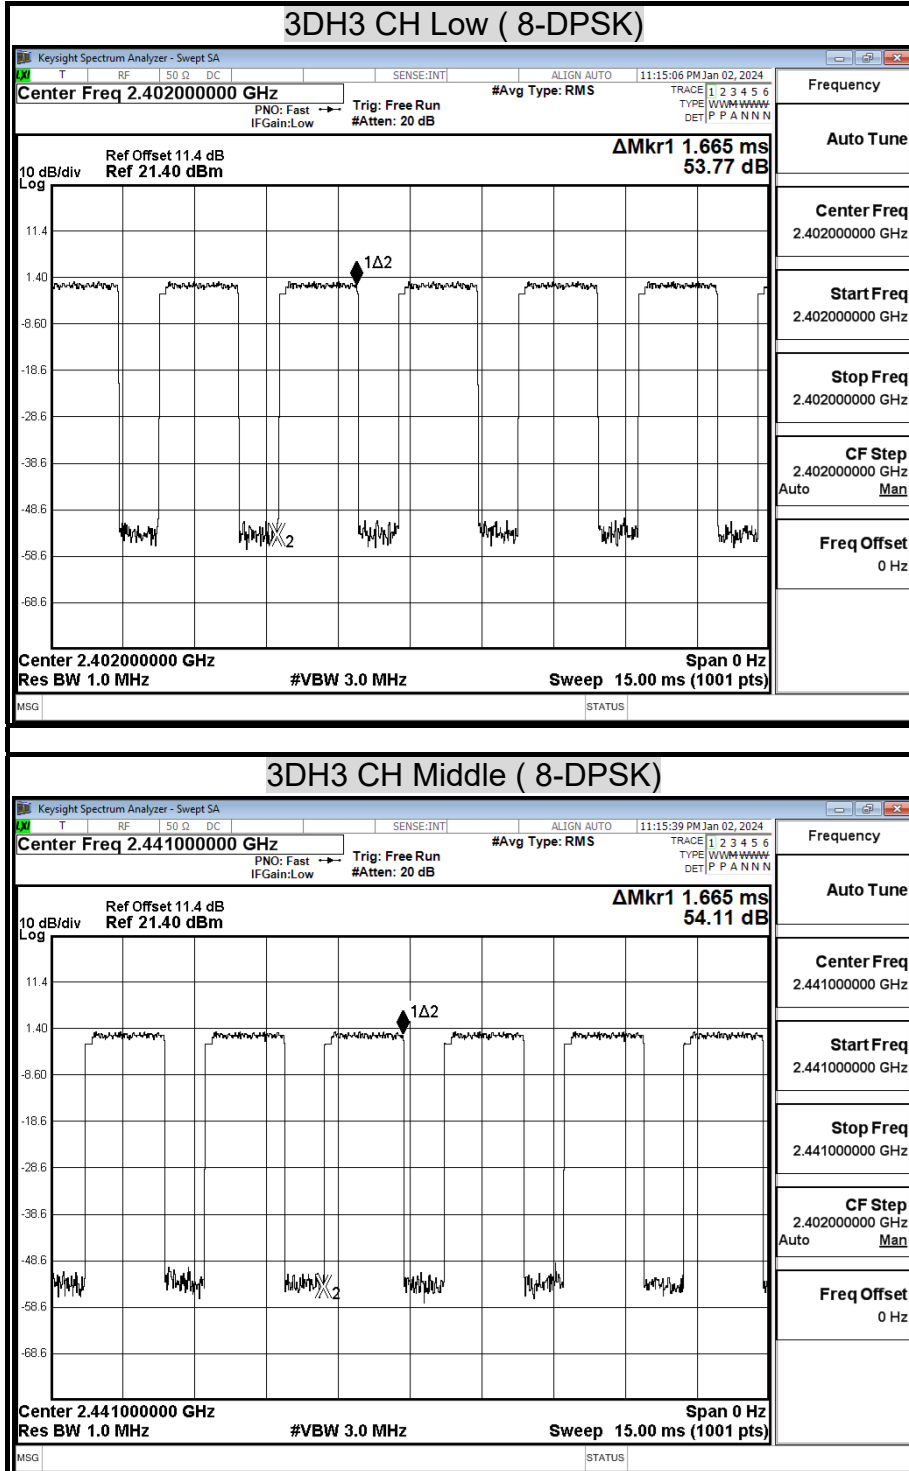 3DH3 CH Low ( 8-DPSK)
Keysight Spectrum Analyzer - Swept SA
LXI T RF 50 Ω DC SENSE:INT ALIGN AUTO 11:15:06 PM Jan 02, 2024
Center Freq 2.402000000 GHz #Avg Type: RMS TRACE 1 2 3 4 5 6 Frequency
PNO: Fast Trig: Free Run TYPE WWMWWWW
IFGain:Low #Atten: 20 dB DET P P A N N N
Auto Tune
ΔMkr1 1.665 ms
Ref Offset 11.4 dB
10 dB/div Ref 21.40 dBm 53.77 dB
Log
Center Freq
2.402000000 GHz
11.4
1Δ2
1.40
Start Freq
2.402000000 GHz
-8.60
-18.6
Stop Freq
2.402000000 GHz
-28.6
CF Step
2.402000000 GHz
Auto Man
-38.6
-48.6
2
Freq Offset
0 Hz
-58.6
-68.6
Center 2.402000000 GHz Span 0 Hz
Res BW 1.0 MHz #VBW 3.0 MHz Sweep 15.00 ms (1001 pts)
MSG STATUS
3DH3 CH Middle ( 8-DPSK)
Keysight Spectrum Analyzer - Swept SA
LXI T RF 50 Ω DC SENSE:INT ALIGN AUTO 11:15:39 PM Jan 02, 2024
Center Freq 2.441000000 GHz #Avg Type: RMS TRACE 1 2 3 4 5 6 Frequency
PNO: Fast Trig: Free Run TYPE WWMWWWW
IFGain:Low #Atten: 20 dB DET P P A N N N
Auto Tune
ΔMkr1 1.665 ms
Ref Offset 11.4 dB
10 dB/div Ref 21.40 dBm 54.11 dB
Log
Center Freq
2.441000000 GHz
11.4
1Δ2
1.40
Start Freq
2.441000000 GHz
-8.60
-18.6
Stop Freq
2.441000000 GHz
-28.6
CF Step
2.402000000 GHz
Auto Man
-38.6
-48.6
2
Freq Offset
0 Hz
-58.6
-68.6
Center 2.441000000 GHz Span 0 Hz
Res BW 1.0 MHz #VBW 3.0 MHz Sweep 15.00 ms (1001 pts)
MSG STATUS